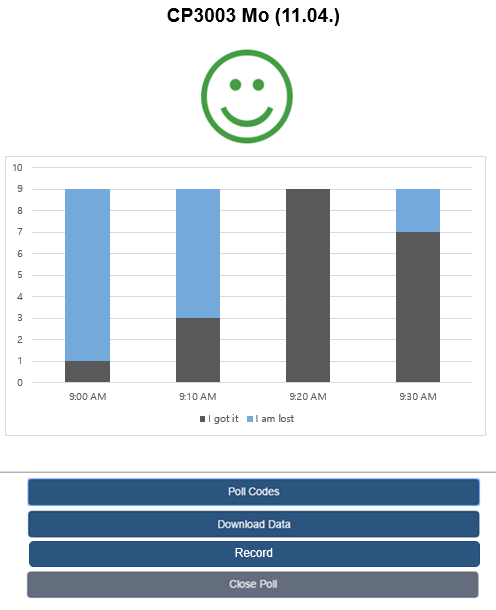 CP3003 Mo (11.04.)
10
9
8
7
6
5
4
3
2
1
0
9:00 AM 9:10 AM 9:20 AM 9:30 AM
I got it I am lost
Poll Codes
Download Data
Record
Close Poll